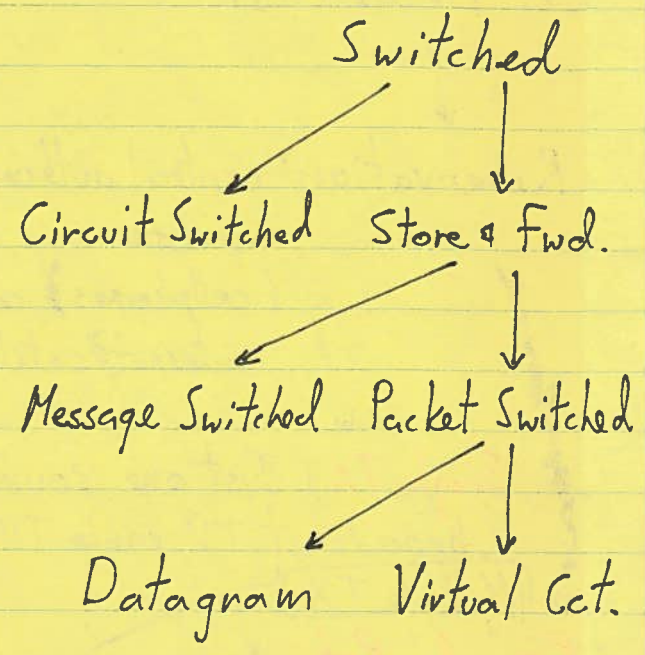 Switched
Circuit Switched Store & Fwd.
Message Switched Packet Switched
Datagram Virtual Cct.